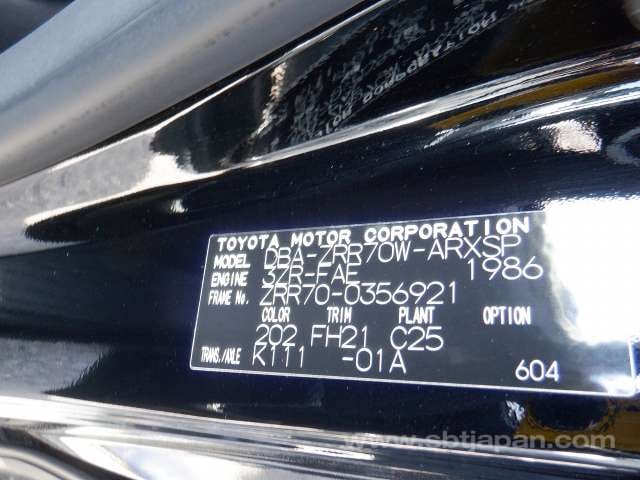 TOYOTA MOTOR CORPORATION
MODEL DBA-ZRR70W-ARXSP
ENGINE 3ZR-FAE 1986
FRAME No. ZRR70-0356921
COLOR TRIM PLANT OPTION
202 FH21 C25
TRANS./AXLE K111 -01A
604
www.sbtjapan.com